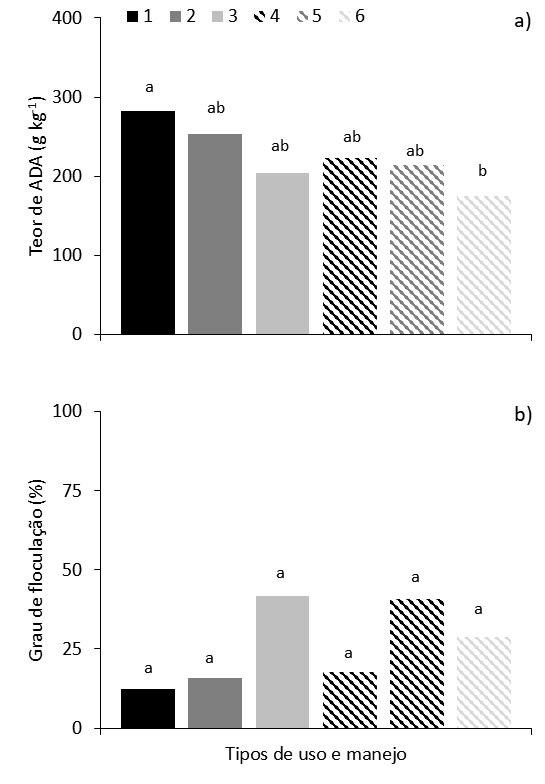 1 2 3 4 5 6
a)
Teor de ADA (g kg-1)
400
300
200
100
0
a
ab
ab
ab
ab
b
b)
Grau de floculação (%)
100
75
50
25
0
a
a
a
a
a
a
Tipos de uso e manejo